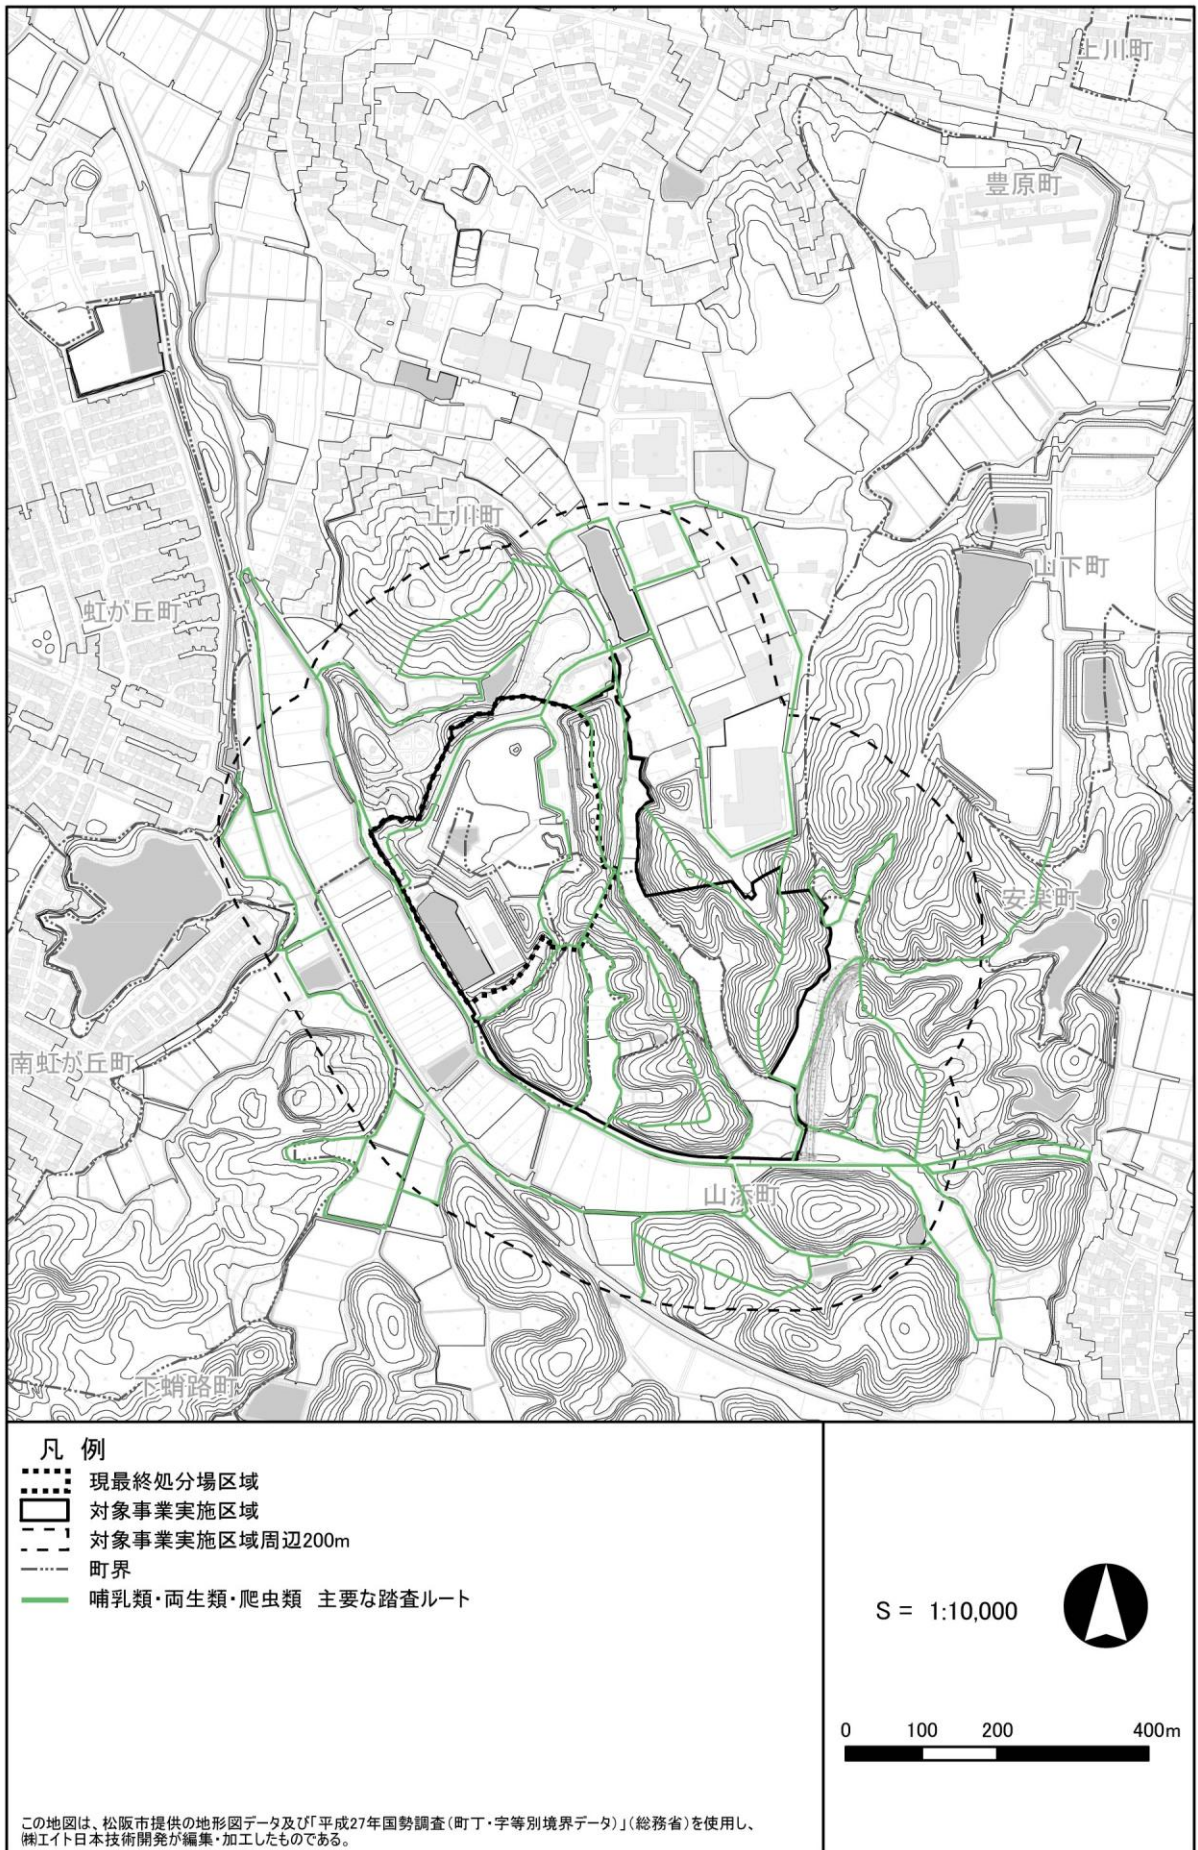 上川町
豊原町
上川町
山下町
虹が丘町
安楽町
南虹が丘町
山添町
下蛸路町
凡 例
現最終処分場区域
対象事業実施区域
対象事業実施区域周辺200m
町界
哺乳類・両生類・爬虫類 主要な踏査ルート
S = 1:10,000
0 100 200 400m
この地図は、松阪市提供の地形図データ及び「平成27年国勢調査(町丁・字等別境界データ)」(総務省)を使用し、
㈱エイト日本技術開発が編集・加工したものである。